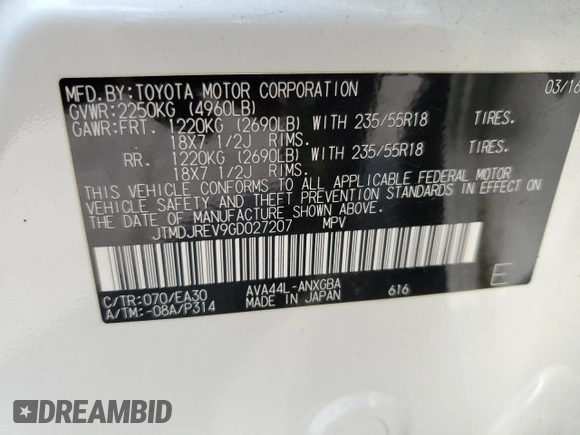 MFD. BY: TOYOTA MOTOR CORPORATION 03/16
GVWR: 2250KG (4960LB)
GAWR: FRT. 1220KG (2690LB) WITH 235/55R18 TIRES.
18X7 1/2J RIMS.
RR. 1220KG (2690LB) WITH 235/55R18 TIRES.
18X7 1/2J RIMS.
THIS VEHICLE CONFORMS TO ALL APPLICABLE FEDERAL MOTOR
VEHICLE SAFETY AND THEFT PREVENTION STANDARDS IN EFFECT
ON THE DATE OF MANUFACTURE SHOWN ABOVE.
JTMDJREV9GD027207 MPV
C/TR: 070/EA30 AVA44L-ANXGBA 616
A/TM: -08A/P314 MADE IN JAPAN
E
DREAMBID